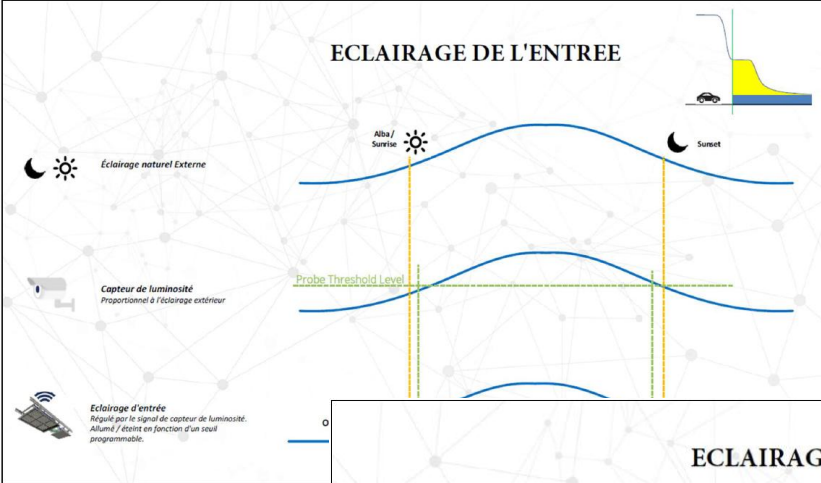 ECLAIRAGE DE L'ENTREE
Alba /
Sunrise
Sunset
Éclairage naturel Externe
Probe Threshold Level
Capteur de luminosité
Proportionnel à l'éclairage extérieur
Eclairage d'entrée
Régulé par le signal de capteur de luminosité.
Allumé / éteint en fonction d'un seuil
programmable.
O
ECLAIRAG